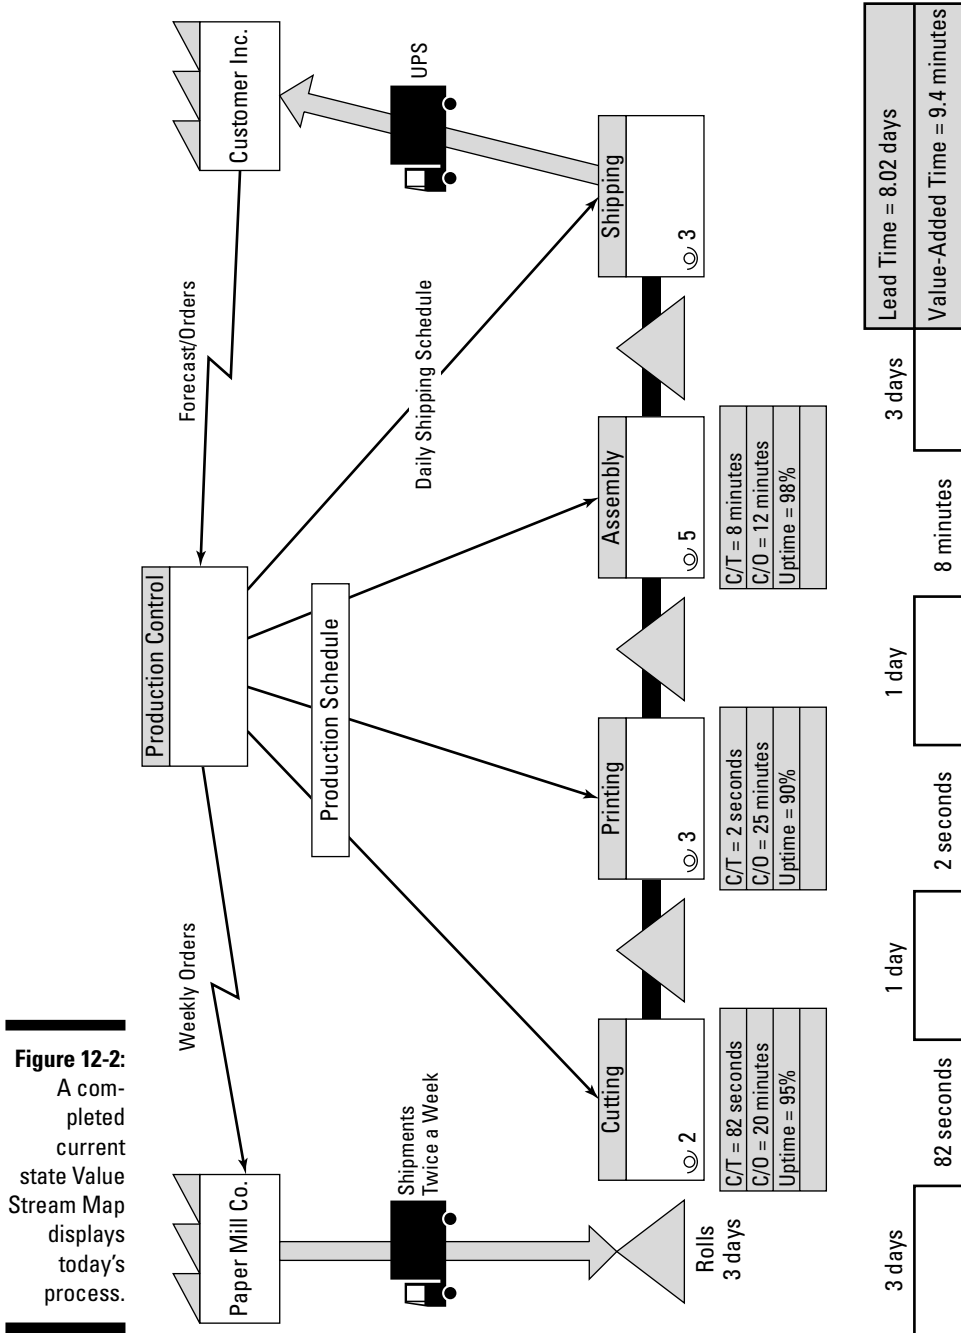 Figure 12-2:
A com-
pleted
current
state Value
Stream Map
displays
today's
process.
Paper Mill Co.
Weekly Orders
Production Control
Forecast/Orders
Customer Inc.
Shipments
Twice a Week
Production Schedule
Daily Shipping Schedule
UPS
Rolls
3 days
Cutting
2
C/T = 82 seconds
C/O = 20 minutes
Uptime = 95%
Printing
3
C/T = 2 seconds
C/O = 25 minutes
Uptime = 90%
Assembly
5
C/T = 8 minutes
C/O = 12 minutes
Uptime = 98%
Shipping
3
3 days
82 seconds
1 day
2 seconds
1 day
8 minutes
3 days
Lead Time = 8.02 days
Value-Added Time = 9.4 minutes